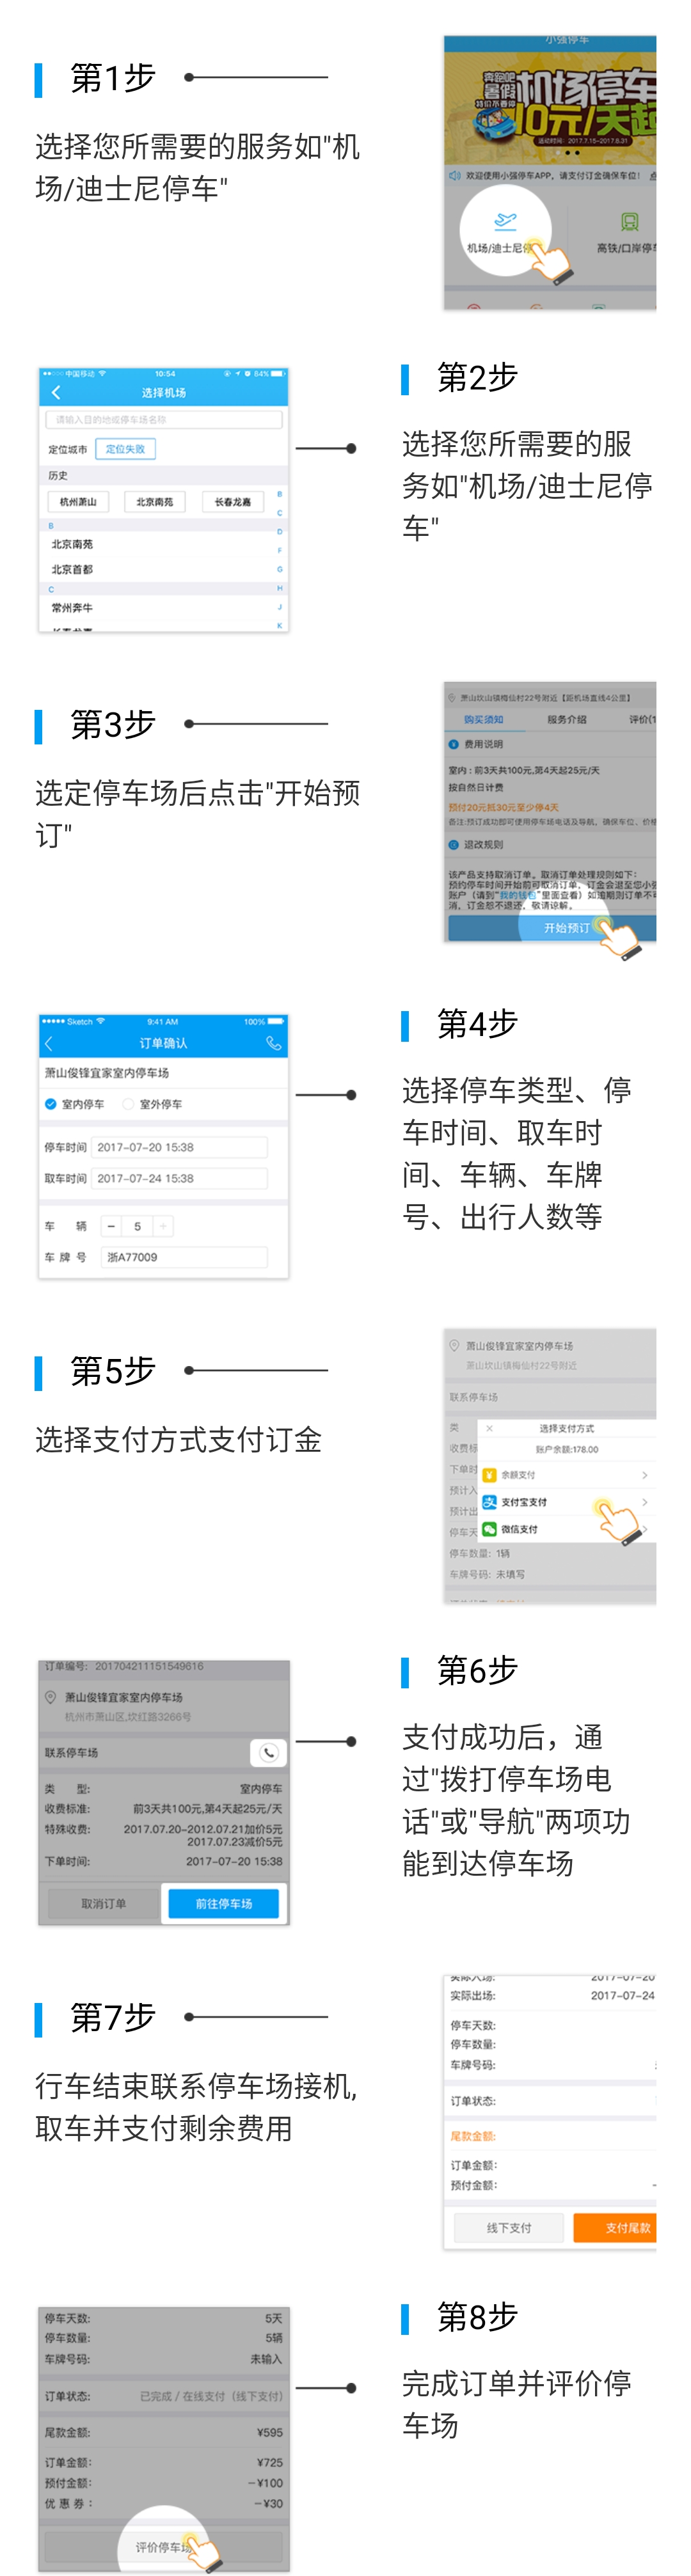 第1步
选择您所需要的服务如"机
场/迪士尼停车"
小强停车
奔跑吧
暑假
特价不要停
机场停车
10元/天起
活动时间：2017.7.15-2017.8.31
欢迎使用小强停车APP，请支付订金确保车位！
机场/迪士尼停
高铁/口岸停车
中国移动
10:54
84%
选择机场
请输入目的地或停车场名称
定位城市 定位失败
历史
杭州萧山 北京南苑 长春龙嘉
B
C
D
F
G
H
J
K
B
北京南苑
北京首都
C
常州奔牛
长春龙嘉
第2步
选择您所需要的服
务如"机场/迪士尼停
车"
第3步
选定停车场后点击"开始预
订"
萧山坎山镇梅仙村22号附近【距机场直线4公里】
购买须知 服务介绍 评价(1
费用说明
室内：前3天共100元,第4天起25元/天
按自然日计费
预付20元抵30元至少停4天
备注:预订成功即可使用停车场电话及导航，确保车位、价格
退改规则
该产品支持取消订单。取消订单处理规则如下：
预约停车时间开始前可取消订单，订金会退至您小强
账户（请到"我的钱包"里面查看）如逾期则订单不可
消，订金恕不退还，敬请谅解。
开始预订
Sketch
9:41 AM
100%
订单确认
萧山俊锋宜家室内停车场
室内停车 室外停车
停车时间 2017-07-20 15:38
取车时间 2017-07-24 15:38
车 辆 − 5 +
车 牌 号 浙A77009
第4步
选择停车类型、停
车时间、取车时
间、车辆、车牌
号、出行人数等
第5步
选择支付方式支付订金
萧山俊锋宜家室内停车场
萧山坎山镇梅仙村22号附近
联系停车场
类
收费标
下单时
预计入
预计出
停车天
停车数量: 1辆
车牌号码: 未填写
× 选择支付方式
账户余额:178.00
余额支付
支付宝支付
微信支付
订单编号: 201704211151549616
萧山俊锋宜家室内停车场
杭州市萧山区,坎红路3266号
联系停车场
类 型: 室内停车
收费标准: 前3天共100元,第4天起25元/天
特殊收费: 2017.07.20-2012.07.21加价5元
2017.07.23减价5元
下单时间: 2017-07-20 15:38
取消订单 前往停车场
第6步
支付成功后，通
过"拨打停车场电
话"或"导航"两项功
能到达停车场
第7步
行车结束联系停车场接机,
取车并支付剩余费用
实际入场: 2017-07-20
实际出场: 2017-07-24
停车天数:
停车数量:
车牌号码:
订单状态:
尾款金额:
订单金额:
预付金额:
线下支付 支付尾款
停车天数: 5天
停车数量: 5辆
车牌号码: 未输入
订单状态: 已完成 / 在线支付（线下支付）
尾款金额: ¥595
订单金额: ¥725
预付金额: −¥100
优 惠 券： −¥30
评价停车场
第8步
完成订单并评价停
车场